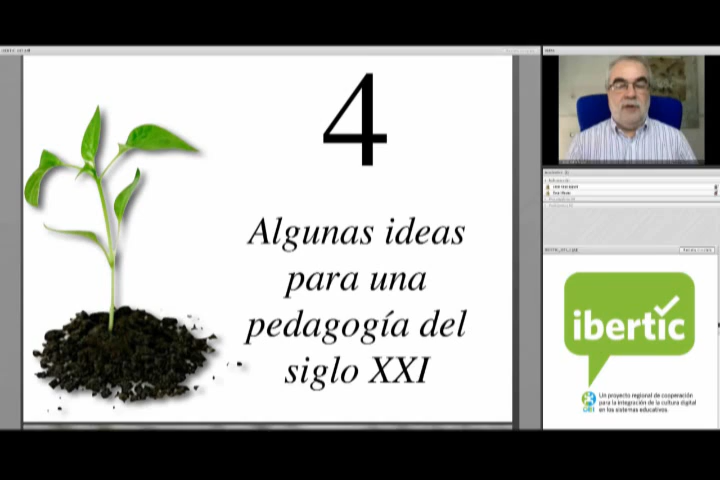 4
Algunas ideas
para una
pedagogía del
siglo XXI
ibertic
Un proyecto regional de cooperación
para la integración de la cultura digital
en los sistemas educativos.